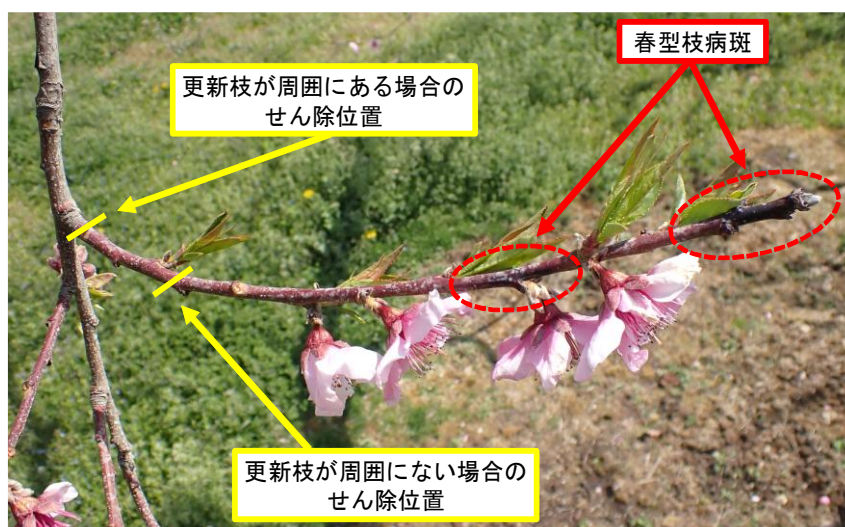 春型枝病斑
更新枝が周囲にある場合の
せん除位置
更新枝が周囲にない場合の
せん除位置